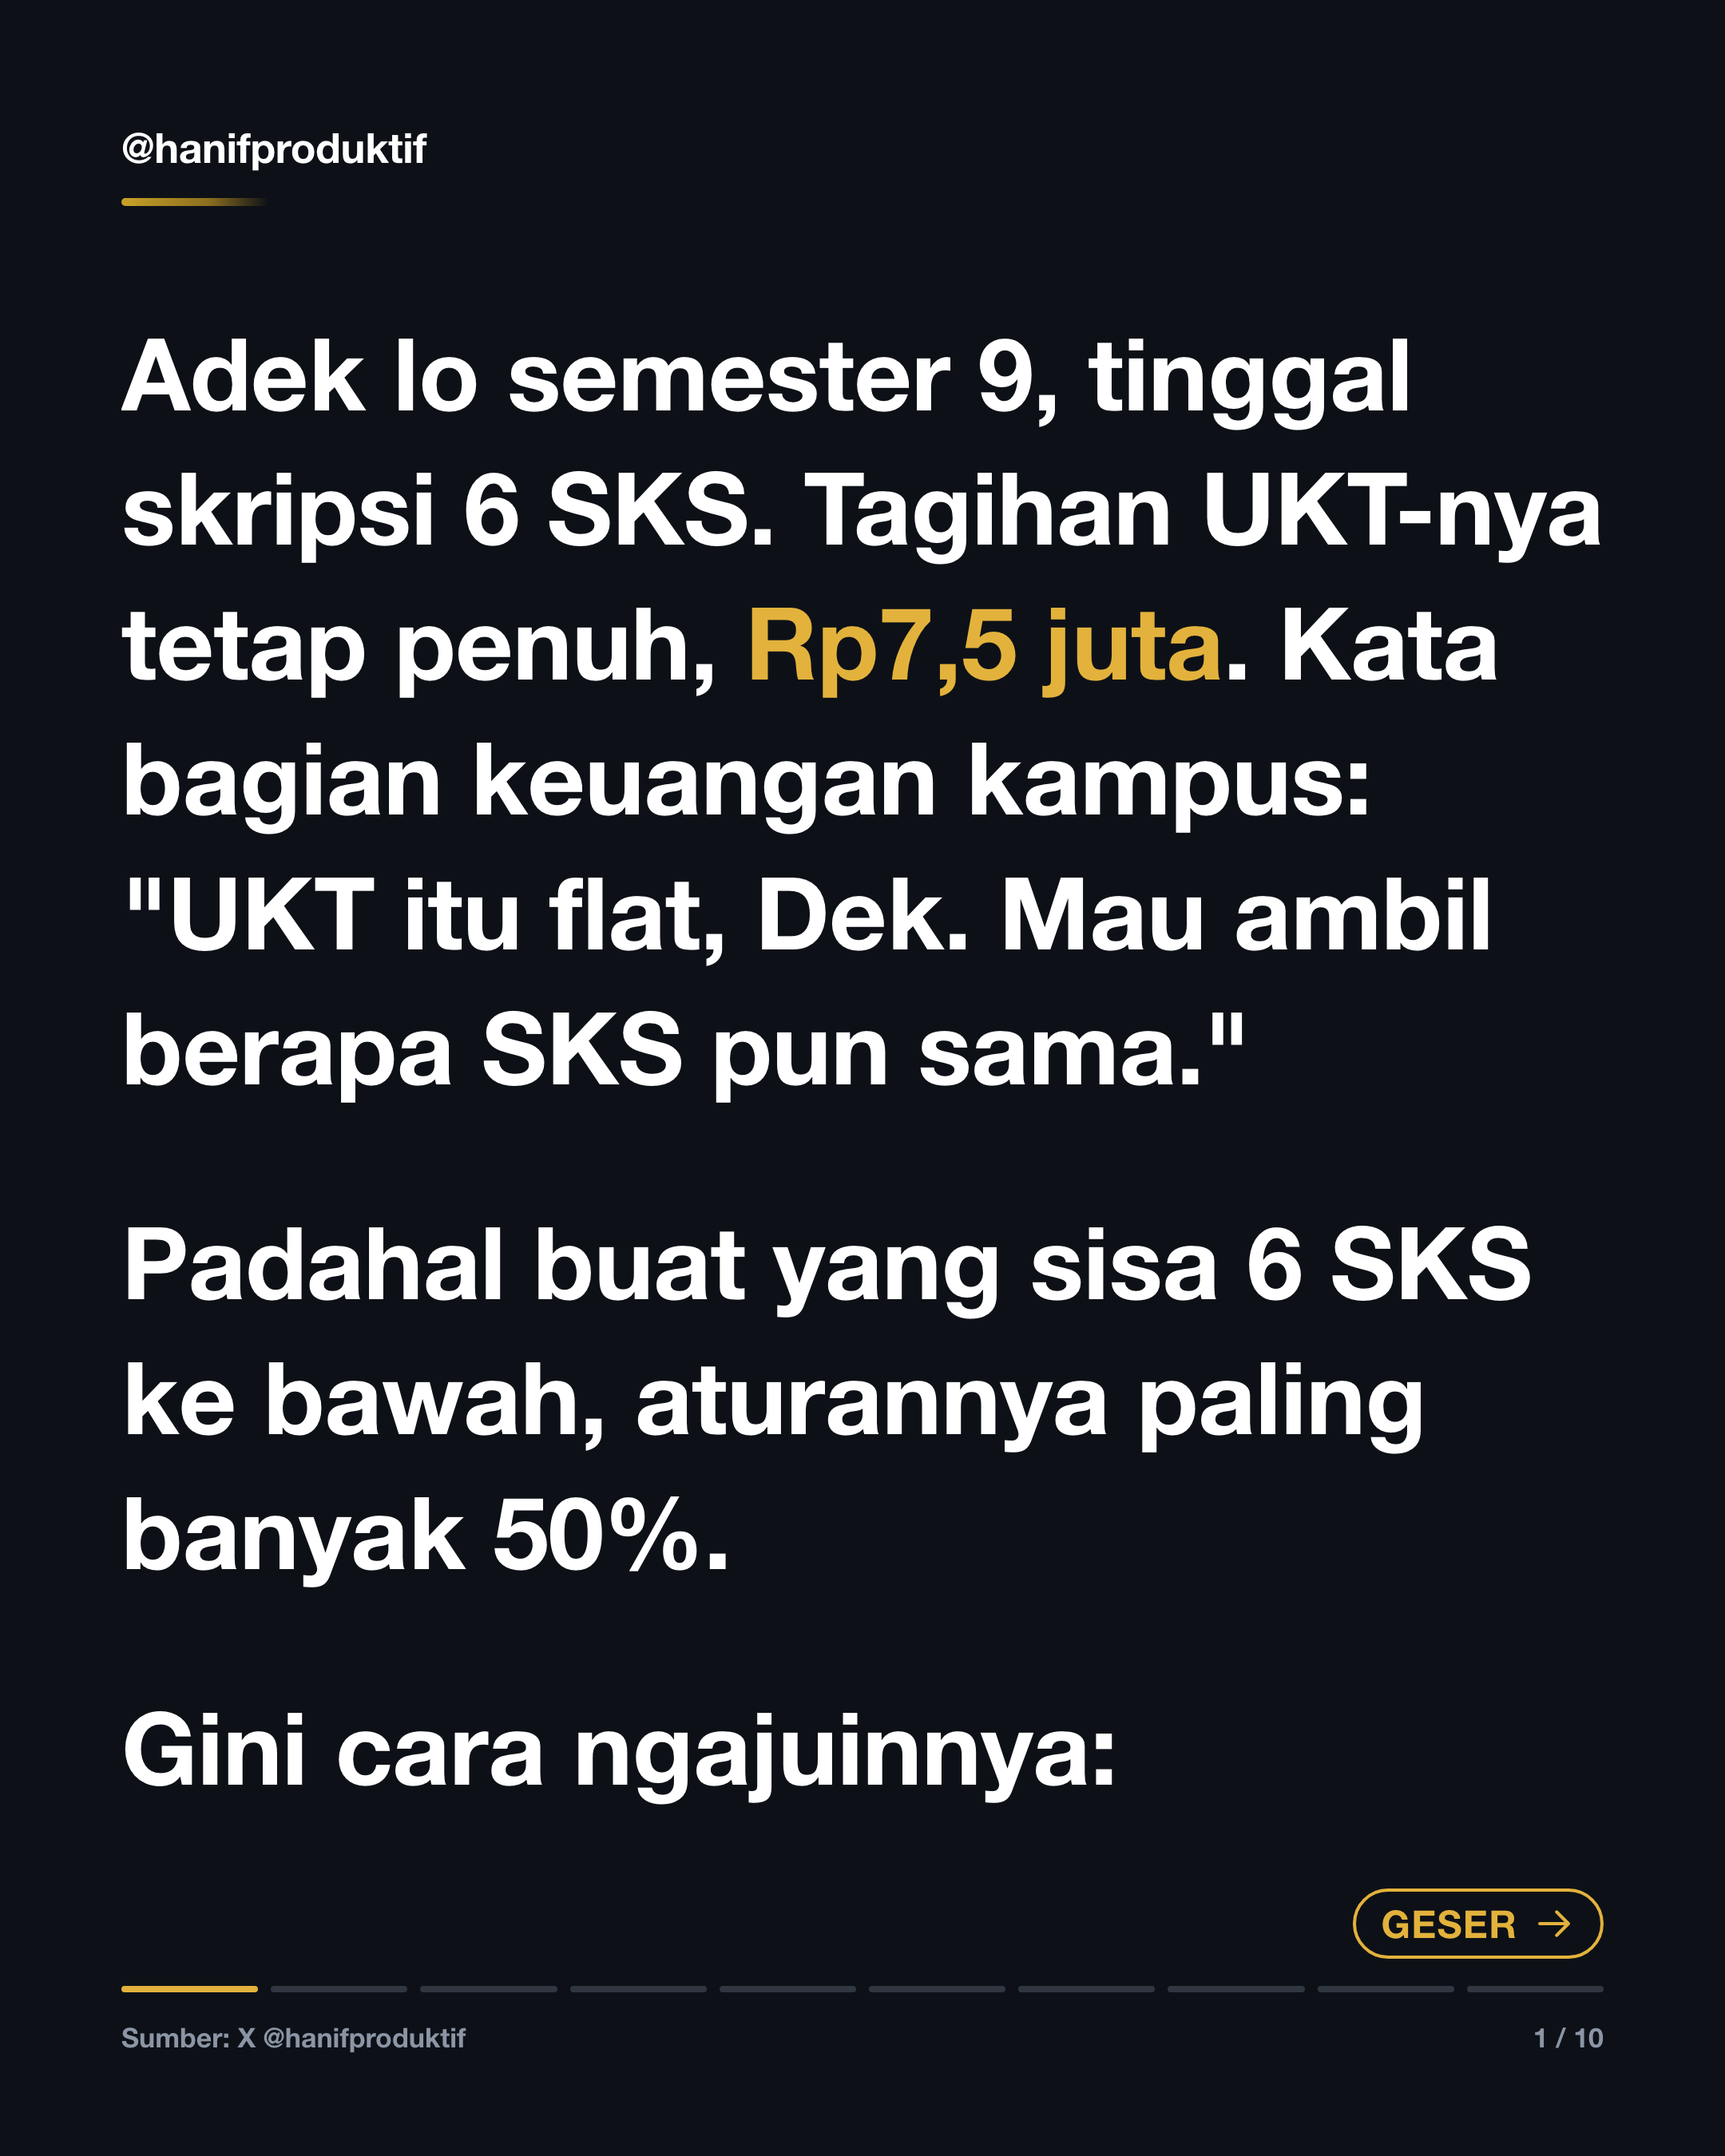 @hanifproduktif
Adek lo semester 9, tinggal
skripsi 6 SKS. Tagihan UKT-nya
tetap penuh, Rp7,5 juta. Kata
bagian keuangan kampus:
"UKT itu flat, Dek. Mau ambil
berapa SKS pun sama."
Padahal buat yang sisa 6 SKS
ke bawah, aturannya paling
banyak 50%.
Gini cara ngajuinnya:
GESER →
Sumber: X @hanifproduktif
1 / 10